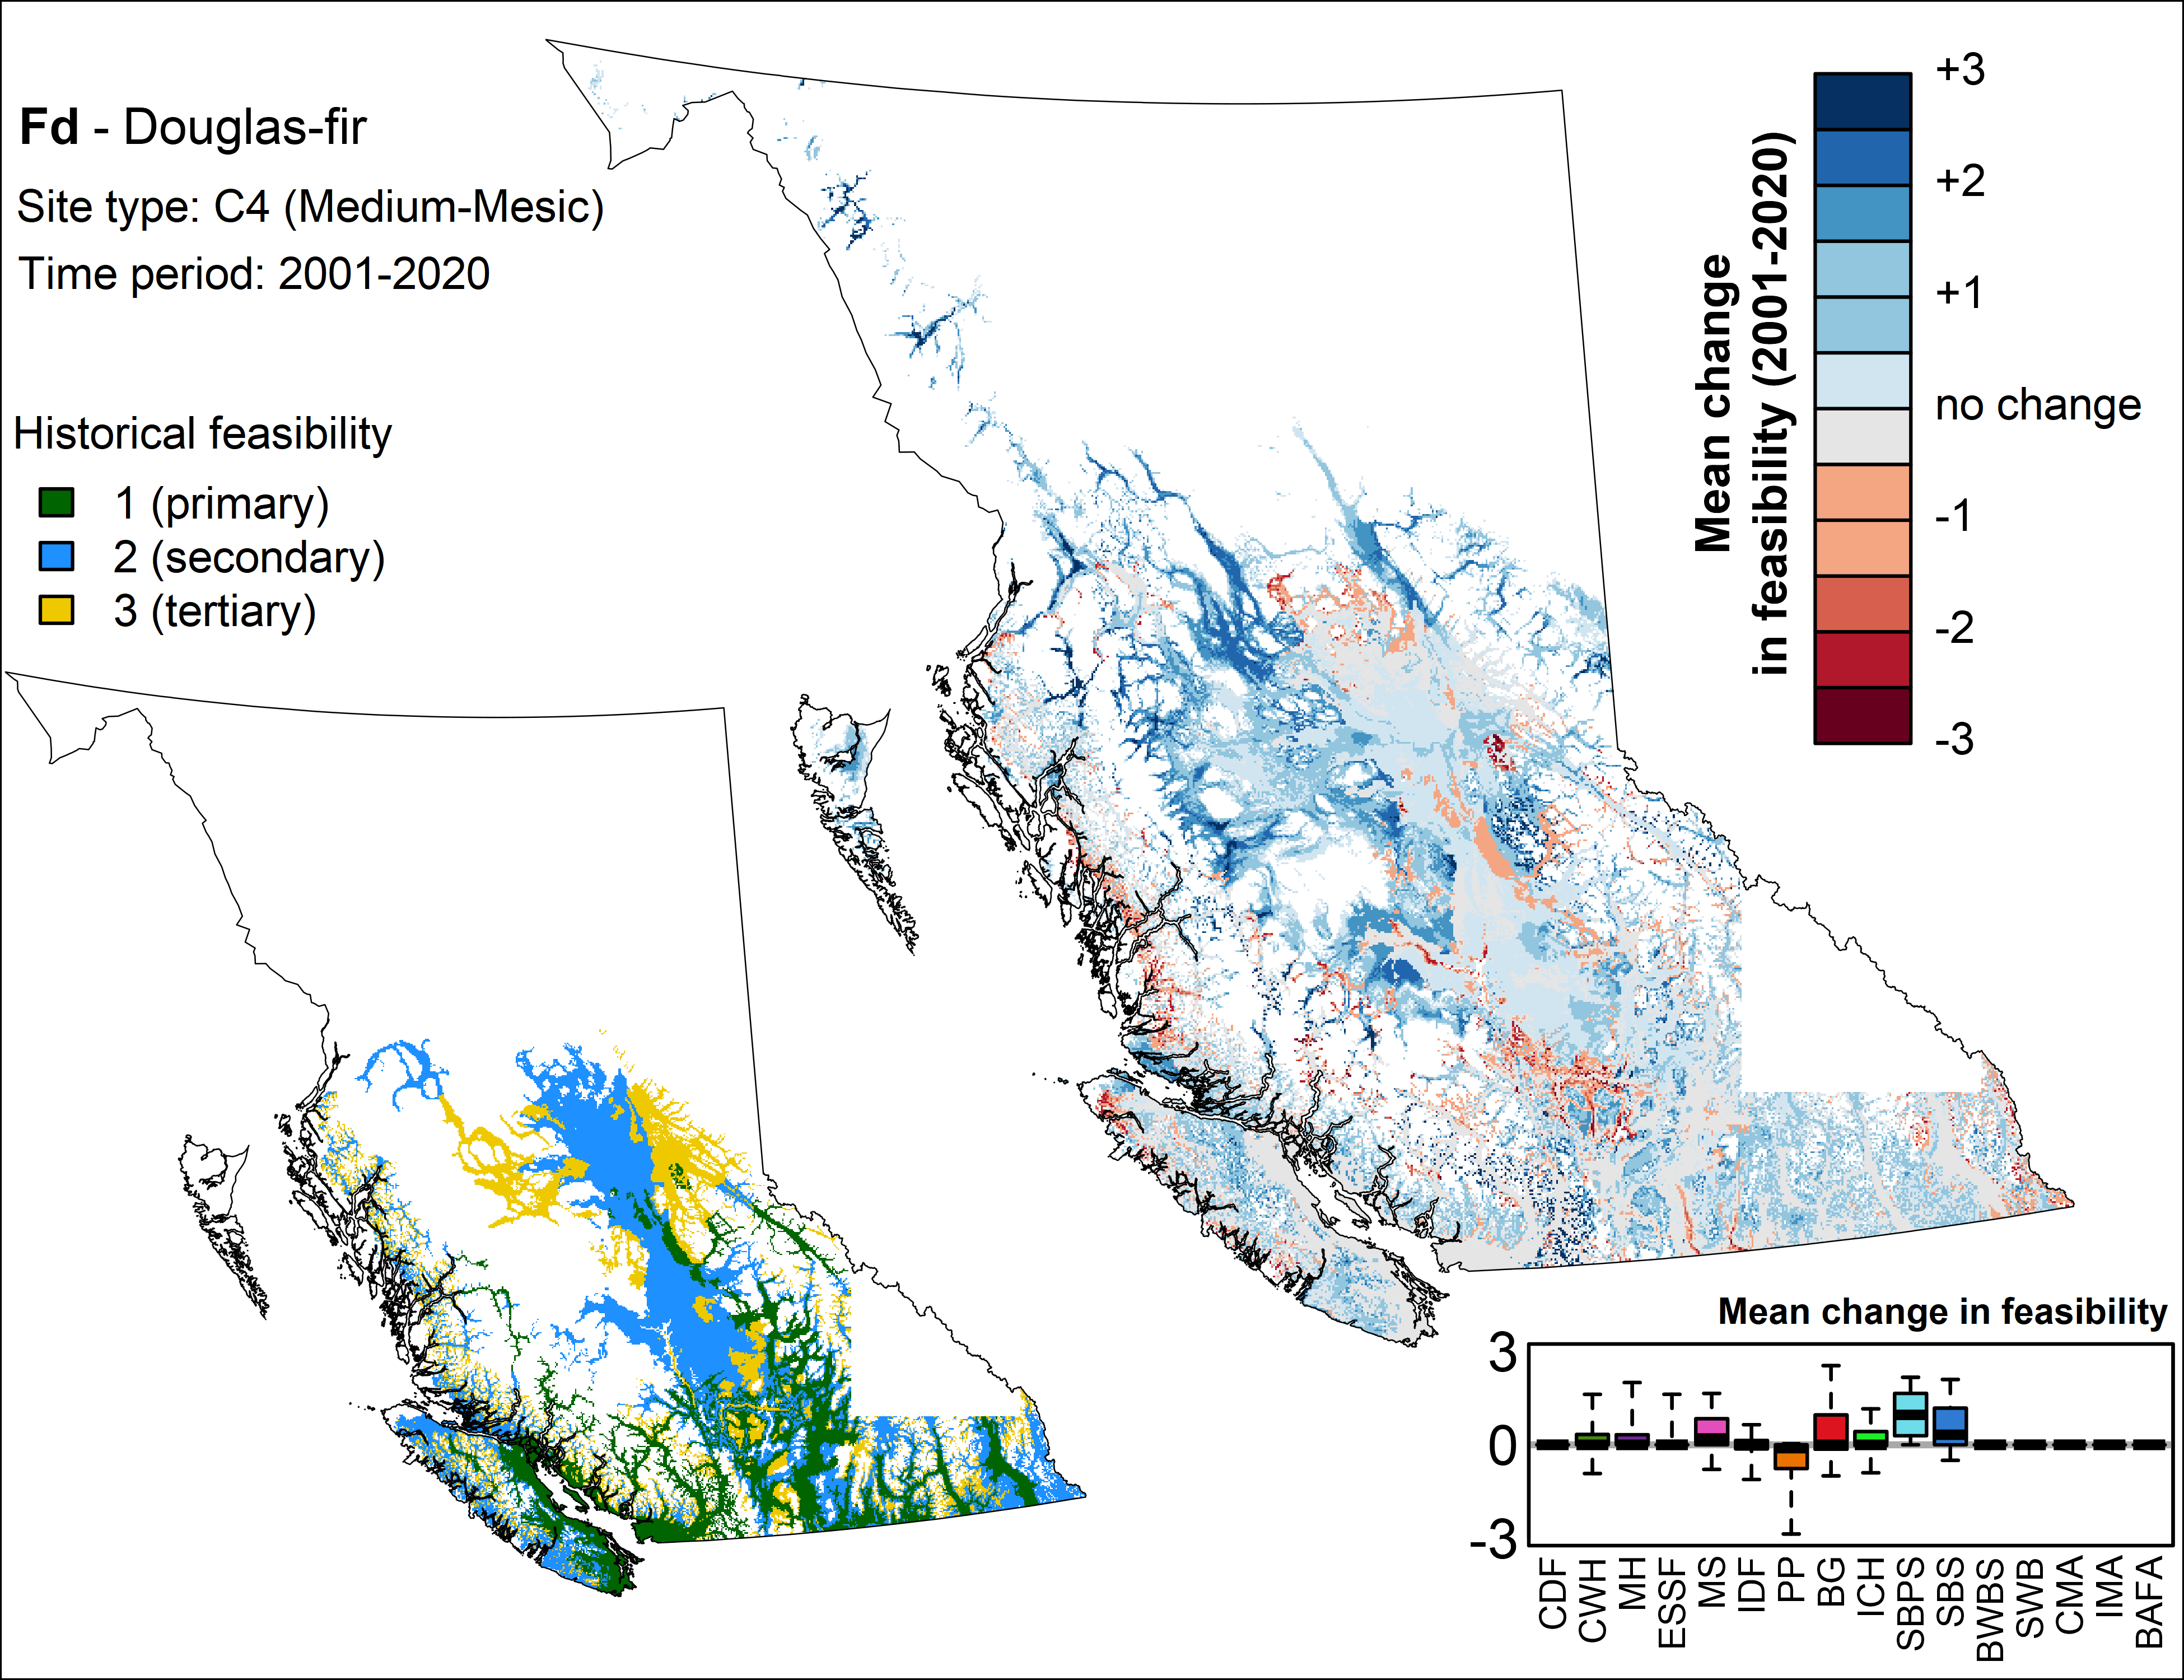 Fd - Douglas-fir
Site type: C4 (Medium-Mesic)
Time period: 2001-2020
Historical feasibility
1 (primary)
2 (secondary)
3 (tertiary)
Mean change
in feasibility (2001-2020)
+3
+2
+1
no change
-1
-2
-3
Mean change in feasibility
3
0
-3
CDF
CWH
MH
ESSF
MS
IDF
PP
BG
ICH
SBPS
SBS
BWBS
SWB
CMA
IMA
BAFA